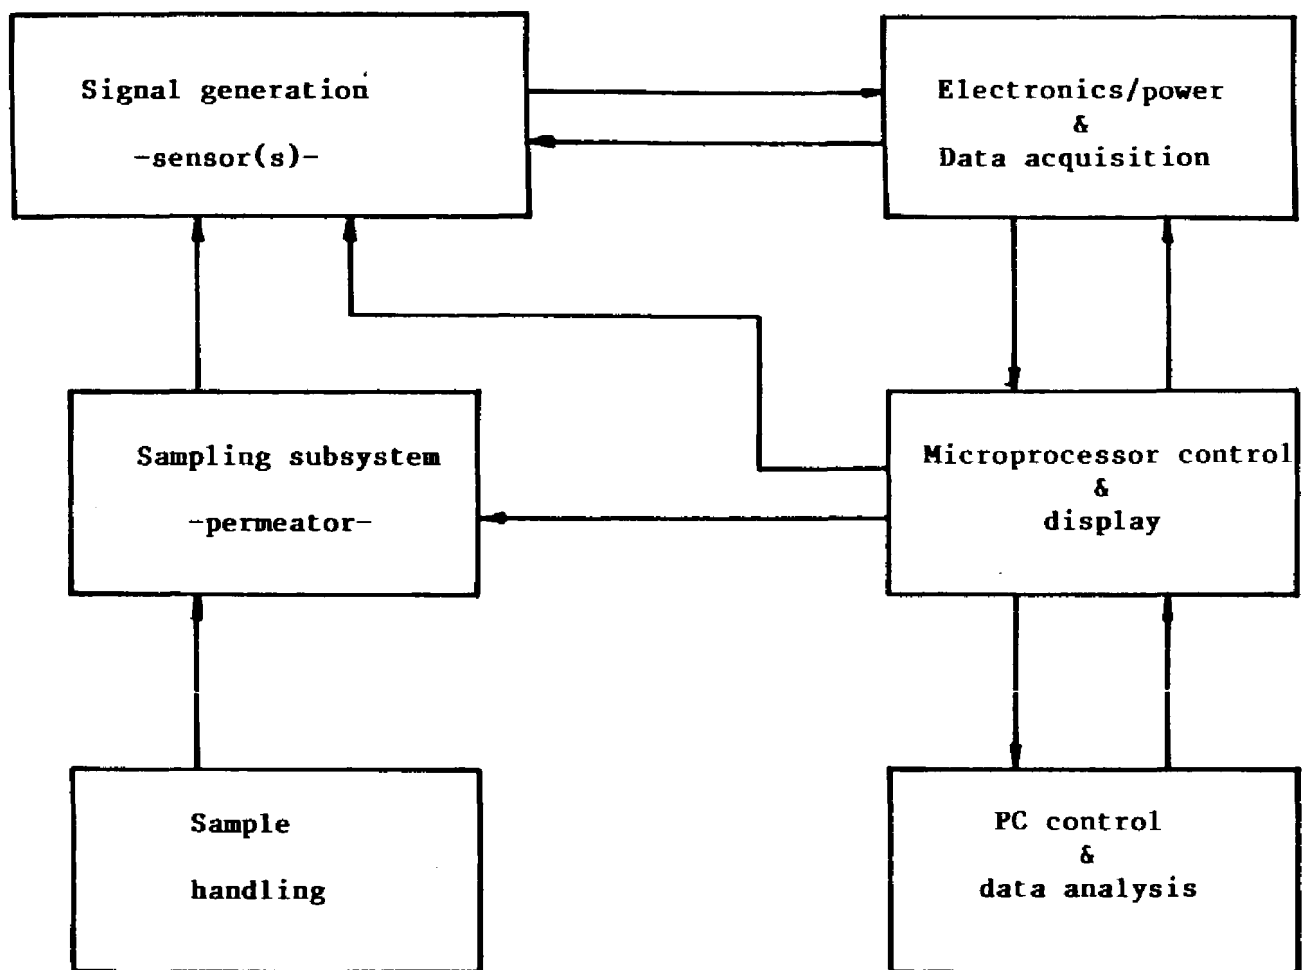 Signal generation
-sensor(s)-
Electronics/power
&
Data acquisition
Sampling subsystem
-permeator-
Microprocessor control
&
display
Sample
handling
PC control
&
data analysis